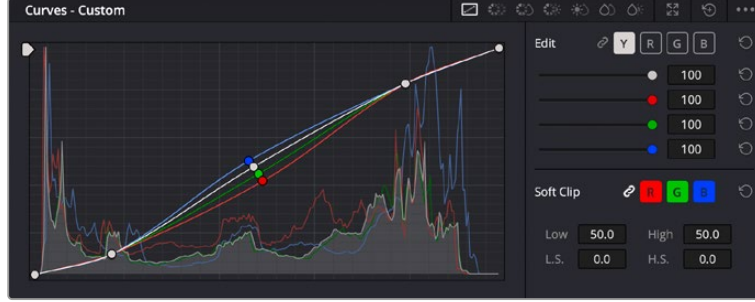 Curves - Custom
Edit Y R G B
100
100
100
100
Soft Clip R G B
Low 50.0 High 50.0
L.S. 0.0 H.S. 0.0